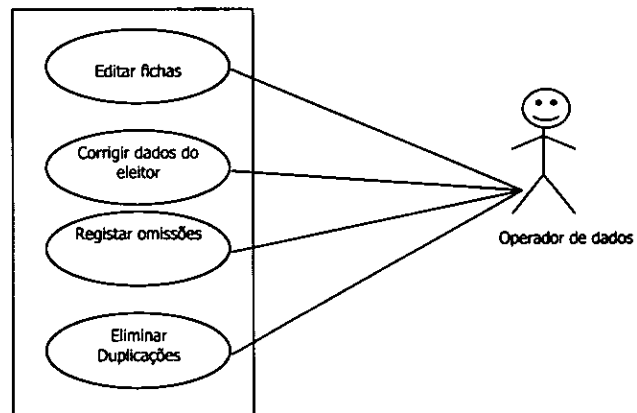 Editar fichas
Corrigir dados do
eleitor
Registar omissões
Operador de dados
Eliminar
Duplicações